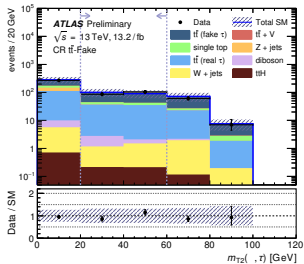 ATLAS Preliminary
√s = 13 TeV, 13.2 / fb
CR tt̄-Fake
Data
Total SM
tt̄ (fake τ)
tt̄ + V
single top
Z + jets
tt̄ (real τ)
diboson
W + jets
ttH
events / 20 GeV
10⁵
10⁴
10³
10²
10
1
10⁻¹
Data / SM
2
1.5
1
0.5
0
0 20 40 60 80 100 120
m_T2( , τ) [GeV]